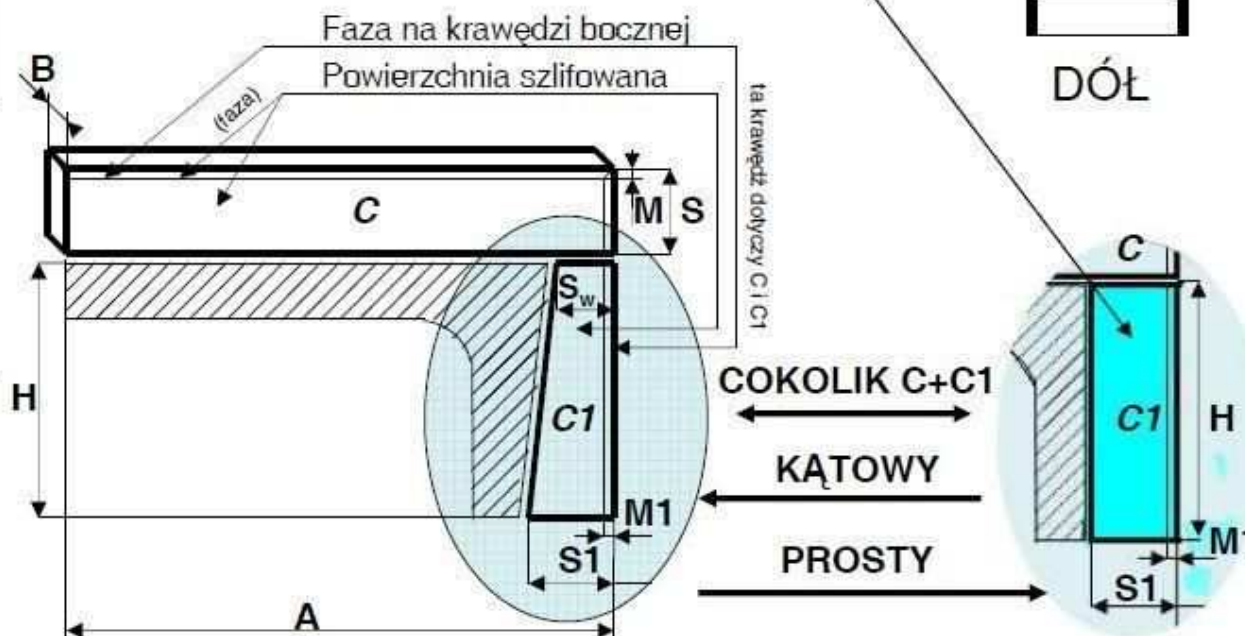 Faza na krawędzi bocznej
B
Powierzchnia szlifowana
(faza)
DÓŁ
ta krawędź dotyczy C i C1
C
M
S
C
Sw
H
C1
COKOLIK C+C1
C1
H
KĄTOWY
M1
S1
PROSTY
M1
S1
A